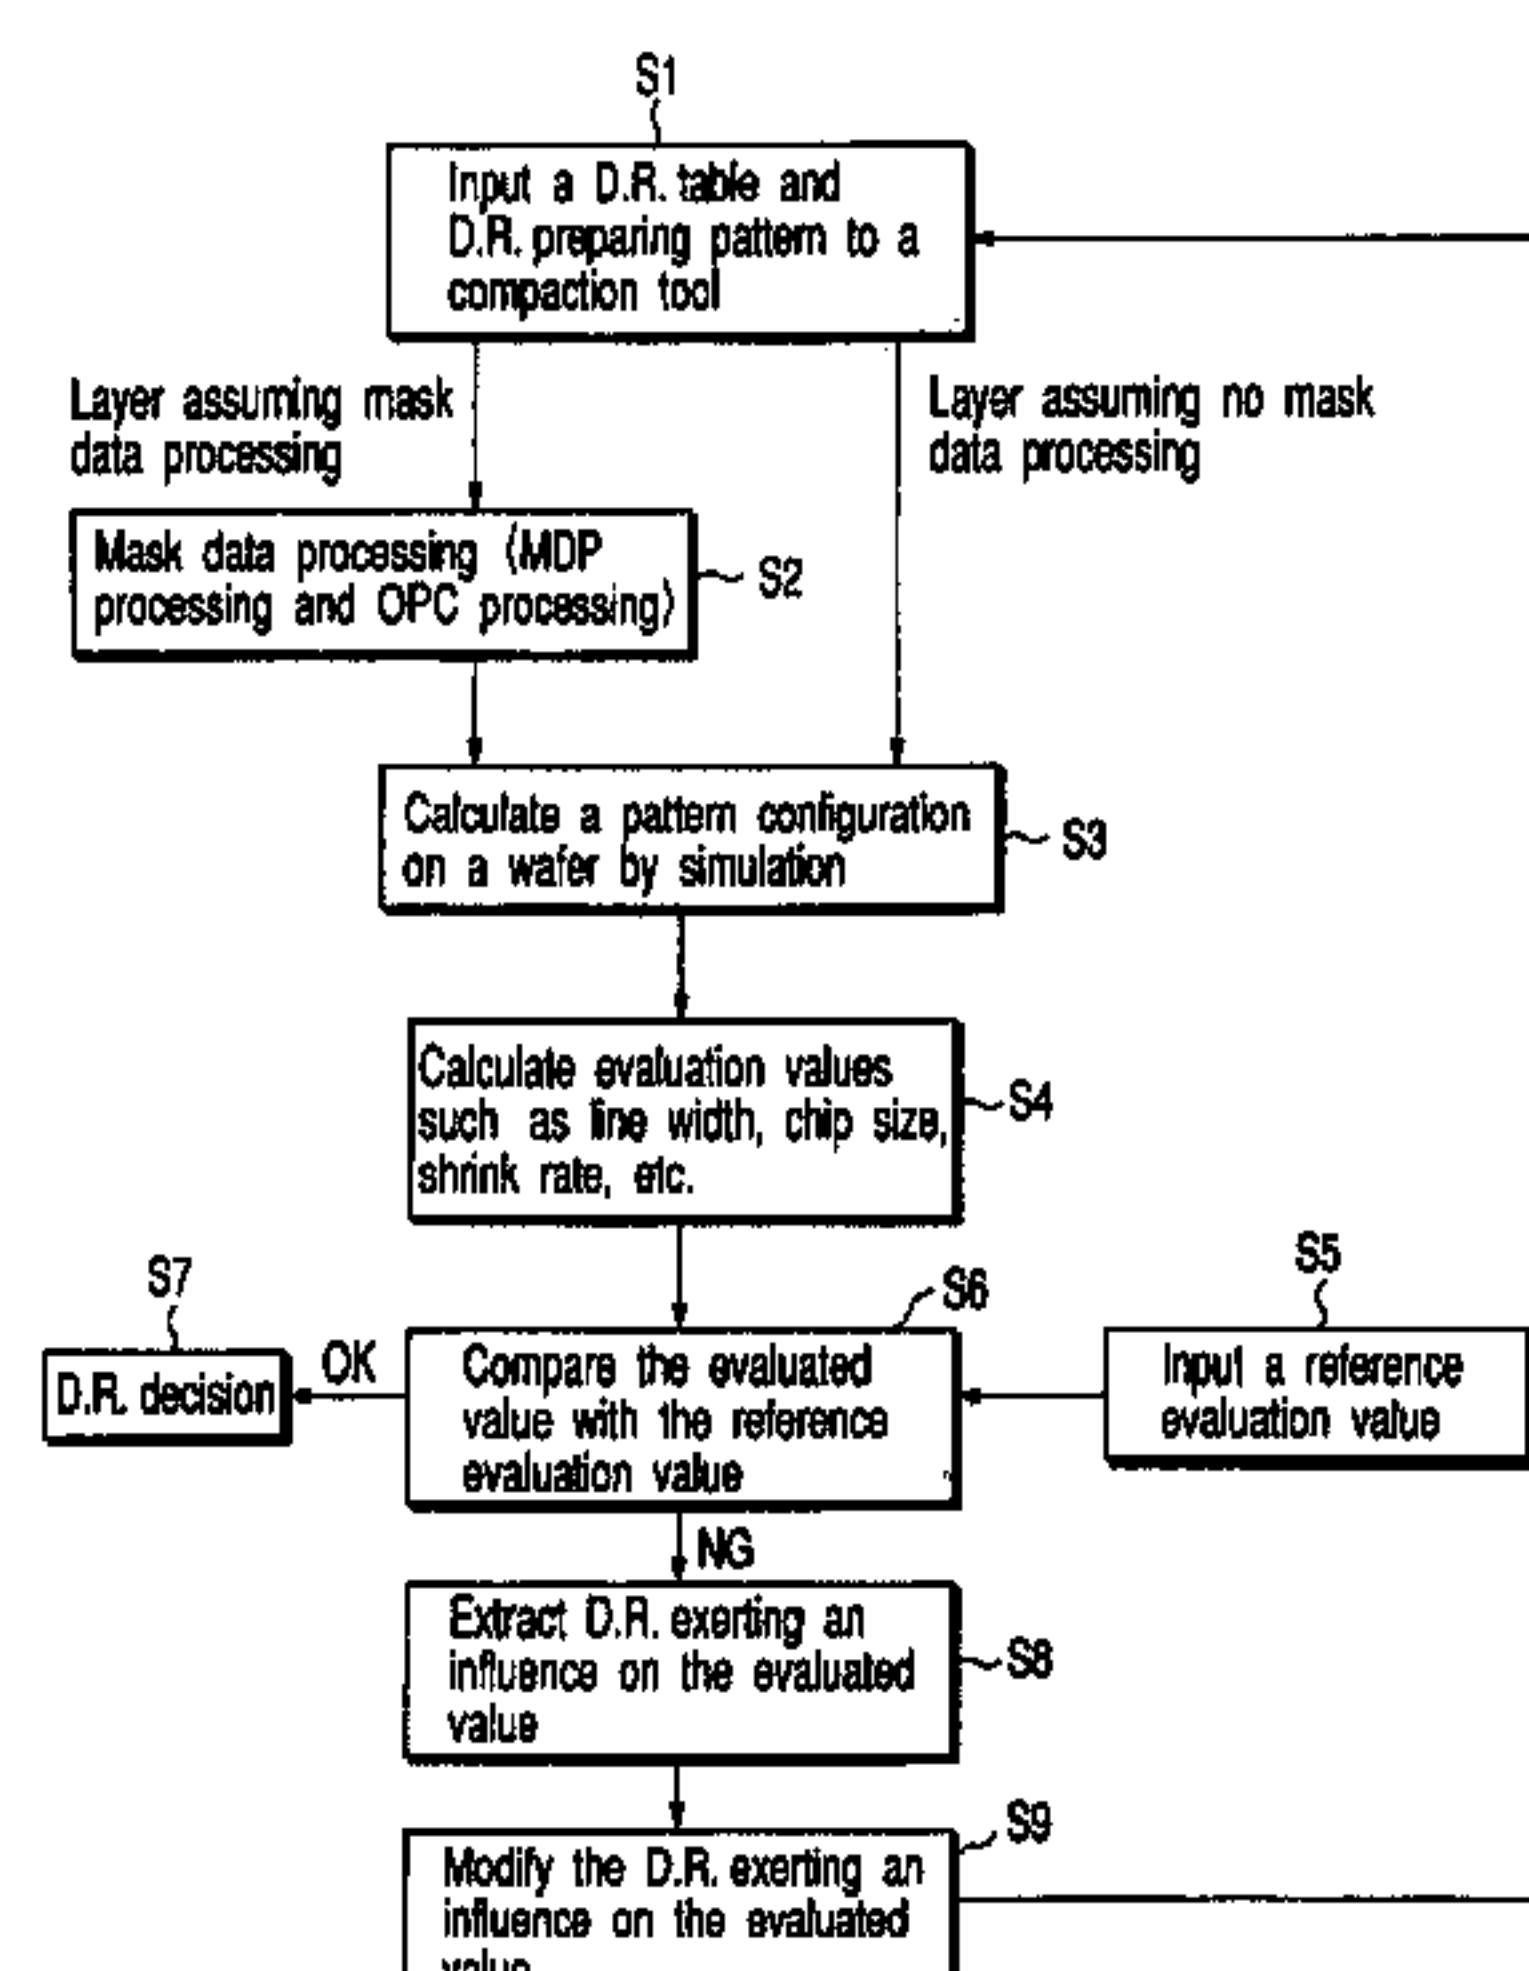 S1
Input a D.R. table and
D.R. preparing pattern to a
compaction tool
Layer assuming mask
data processing
Layer assuming no mask
data processing
Mask data processing (MDP
processing and OPC processing)
S2
Calculate a pattern configuration
on a wafer by simulation
S3
Calculate evaluation values
such as line width, chip size,
shrink rate, etc.
S4
S7
S6
S5
D.R. decision
OK
Compare the evaluated
value with the reference
evaluation value
Input a reference
evaluation value
NG
Extract D.R. exerting an
influence on the evaluated
value
S8
S9
Modify the D.R. exerting an
influence on the evaluated
value